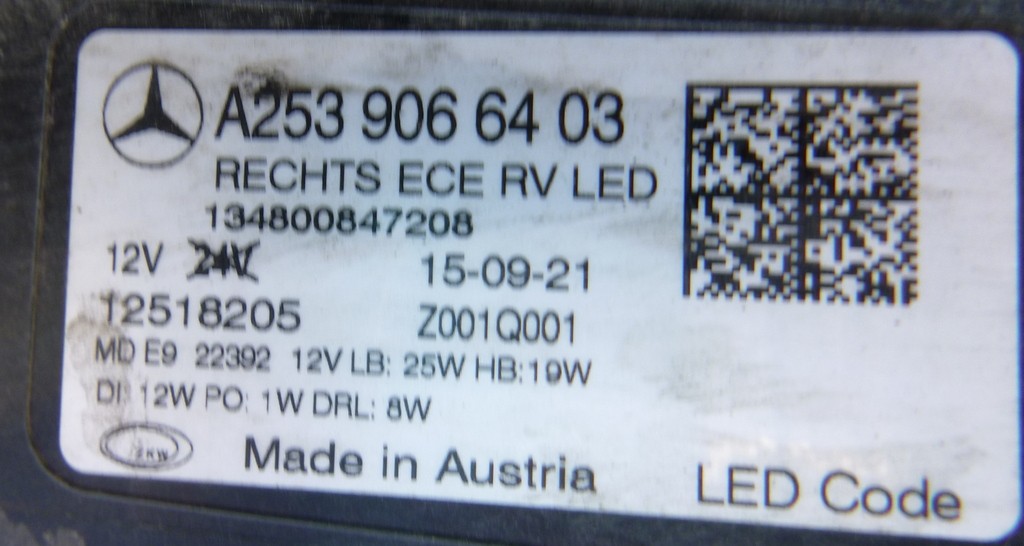 A253 906 64 03
RECHTS ECE RV LED
134800847208
12V 24V 15-09-21
12518205 Z001Q001
MD E9 22392 12V LB: 25W HB: 19W
DI: 12W PO: 1W DRL: 8W
ZKW Made in Austria LED Code